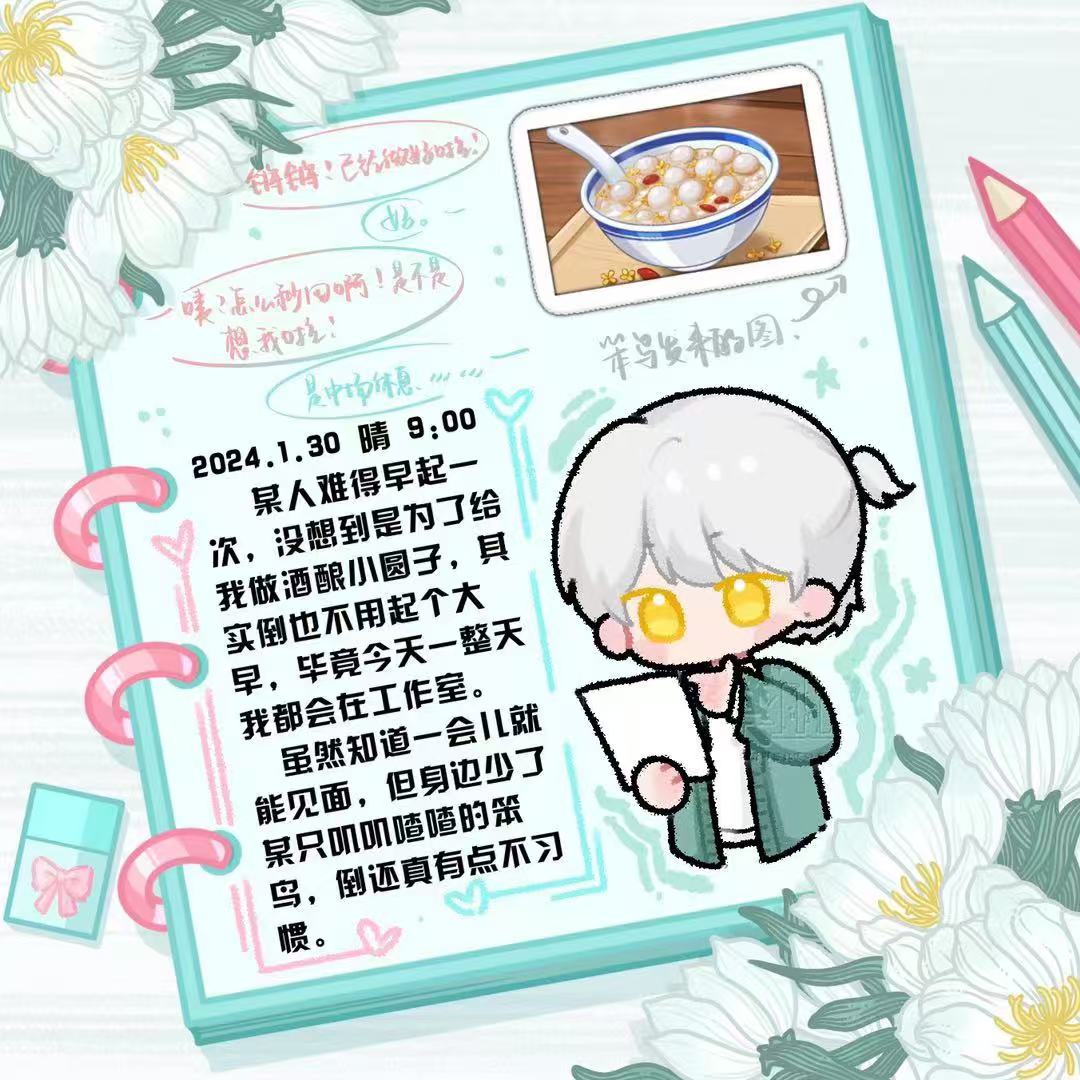 锵锵！已经做好啦！
好。
咦？怎么秒回啊！是不是
想我啦！
是中场休息……
笨鸟发来的图.
2024.1.30 晴 9:00
某人难得早起一
次，没想到是为了给
我做酒酿小圆子，其
实倒也不用起个大
早，毕竟今天一整天
我都会在工作室。
虽然知道一会儿就
能见面，但身边少了
某只叽叽喳喳的笨
鸟，倒还真有点不习
惯。